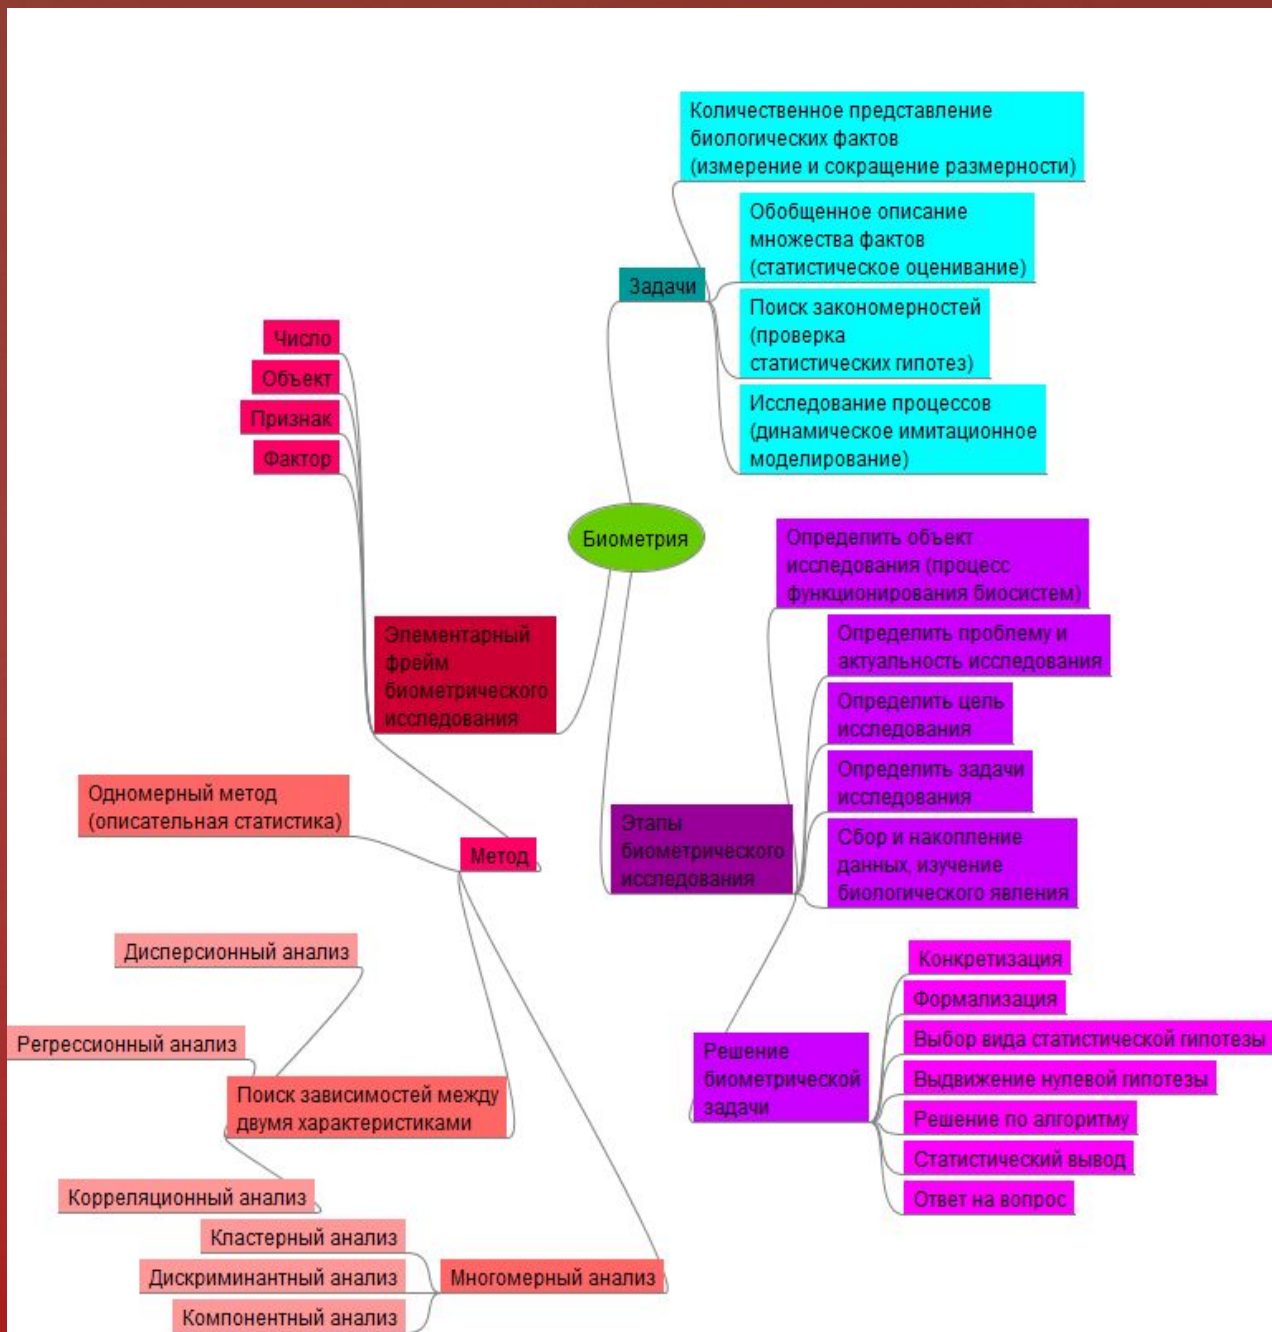 Количественное представление
биологических фактов
(измерение и сокращение размерности)
Обобщенное описание
множества фактов
(статистическое оценивание)
Задачи
Поиск закономерностей
(проверка
статистических гипотез)
Исследование процессов
(динамическое имитационное
моделирование)
Число
Объект
Признак
Фактор
Биометрия
Элементарный
фрейм
биометрического
исследования
Определить объект
исследования (процесс
функционирования биосистем)
Определить проблему и
актуальность исследования
Определить цель
исследования
Определить задачи
исследования
Сбор и накопление
данных, изучение
биологического явления
Этапы
биометрического
исследования
Одномерный метод
(описательная статистика)
Метод
Дисперсионный анализ
Регрессионный анализ
Поиск зависимостей между
двумя характеристиками
Корреляционный анализ
Кластерный анализ
Дискриминантный анализ
Компонентный анализ
Многомерный анализ
Решение
биометрической
задачи
Конкретизация
Формализация
Выбор вида статистической гипотезы
Выдвижение нулевой гипотезы
Решение по алгоритму
Статистический вывод
Ответ на вопрос